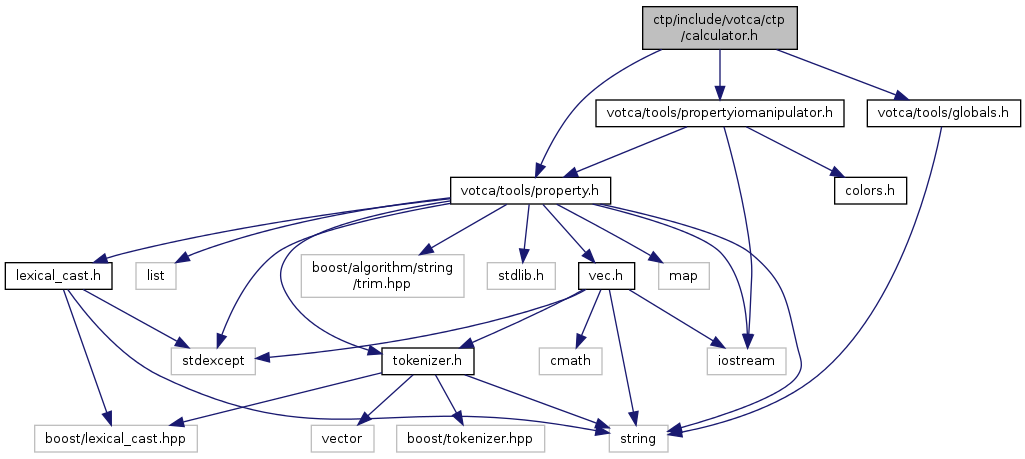 ctp/include/votca/ctp
/calculator.h
votca/tools/propertyiomanipulator.h
votca/tools/globals.h
votca/tools/property.h
colors.h
lexical_cast.h
list
boost/algorithm/string
/trim.hpp
stdlib.h
vec.h
map
stdexcept
tokenizer.h
cmath
iostream
boost/lexical_cast.hpp
vector
boost/tokenizer.hpp
string